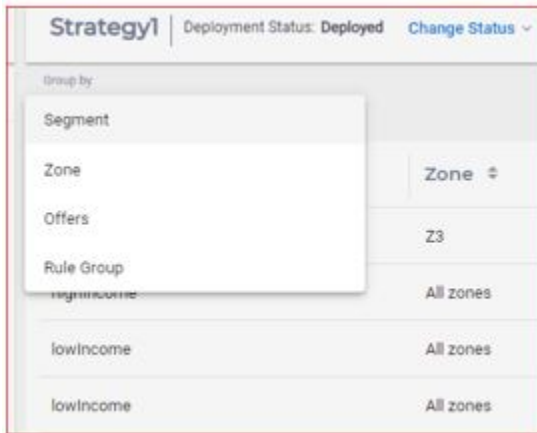 Strategy1 Deployment Status: Deployed Change Status
Group by
Segment
Zone
Zone
Offers
Z3
Rule Group
highIncome All zones
lowIncome All zones
lowIncome All zones